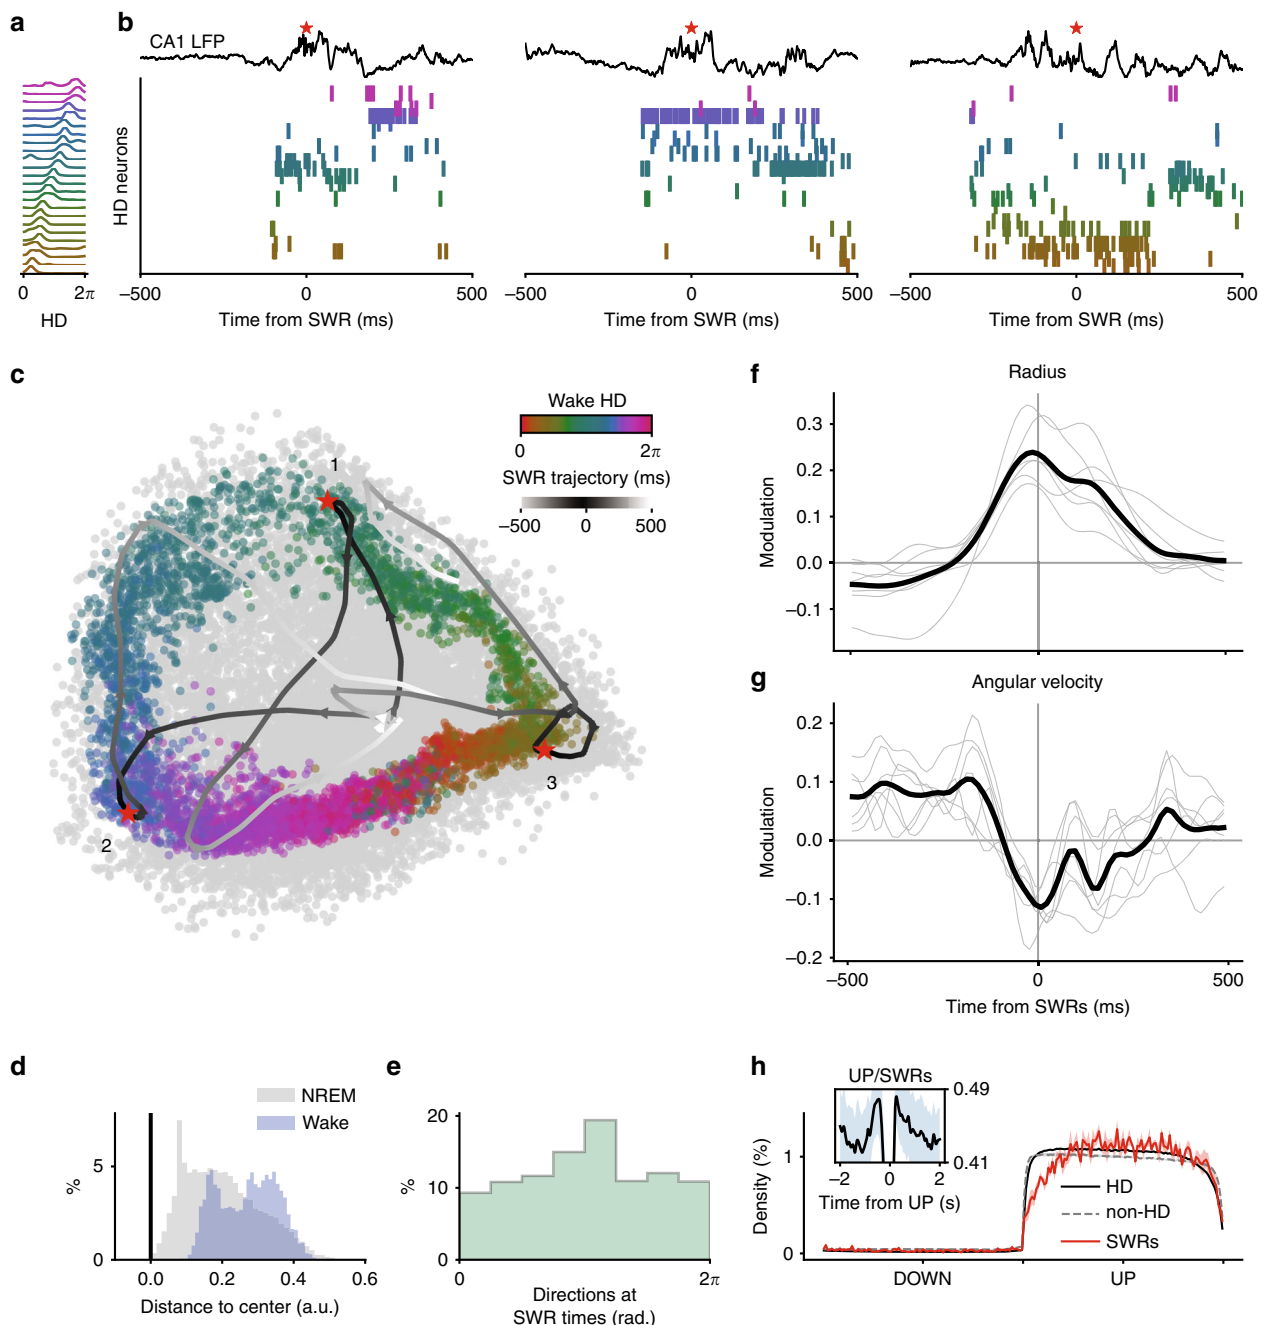 a
b
CA1 LFP
HD neurons
0
2π
HD
−500
0
500
Time from SWR (ms)
−500
0
500
Time from SWR (ms)
−500
0
500
Time from SWR (ms)
c
Wake HD
0
2π
SWR trajectory (ms)
−500
0
500
1
2
3
f
Radius
Modulation
0.3
0.2
0.1
0.0
−0.1
g
Angular velocity
Modulation
0.2
0.1
0.0
−0.1
−0.2
−500
0
500
Time from SWRs (ms)
d
NREM
Wake
%
5
0
0.0
0.2
0.4
0.6
Distance to center (a.u.)
e
%
20
10
0
0
2π
Directions at
SWR times (rad.)
h
UP/SWRs
0.49
0.41
−2
0
2
Time from UP (s)
Density (%)
1
0
HD
non-HD
SWRs
DOWN
UP